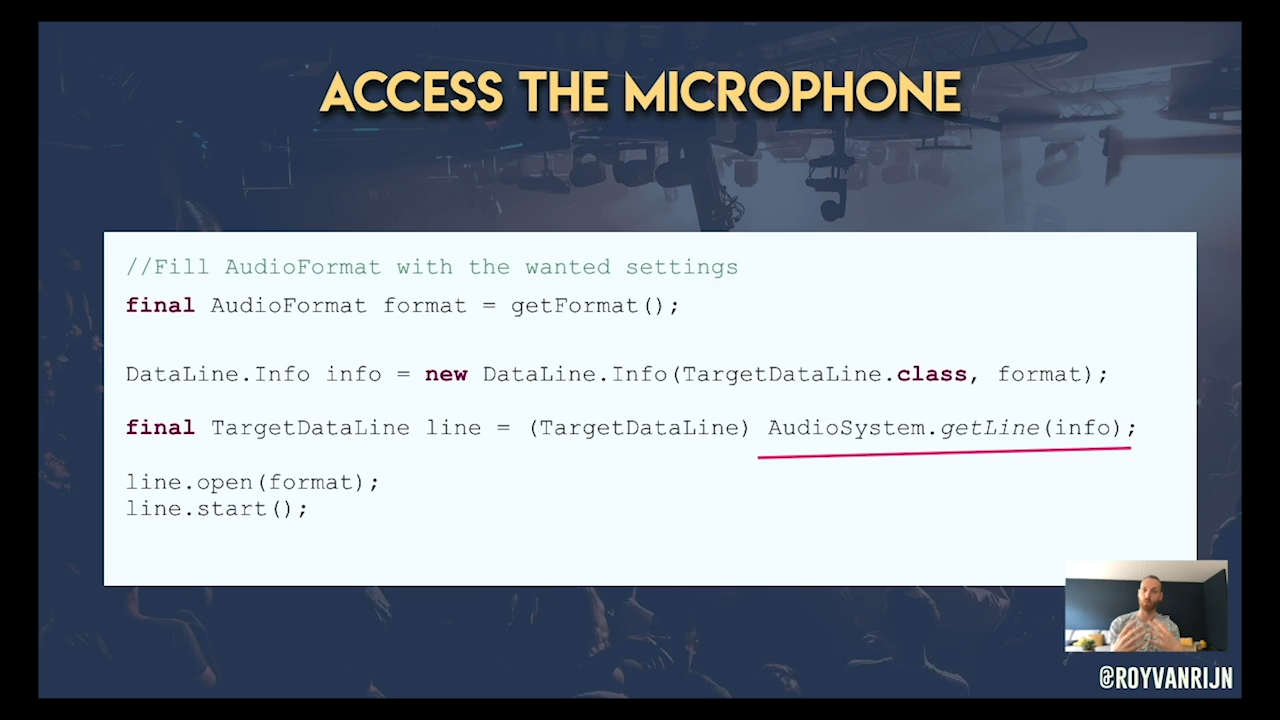 ACCESS THE MICROPHONE
//Fill AudioFormat with the wanted settings
final AudioFormat format = getFormat();
DataLine.Info info = new DataLine.Info(TargetDataLine.class, format);
final TargetDataLine line = (TargetDataLine) AudioSystem.getLine(info);
line.open(format);
line.start();
@ROYVANRIJN